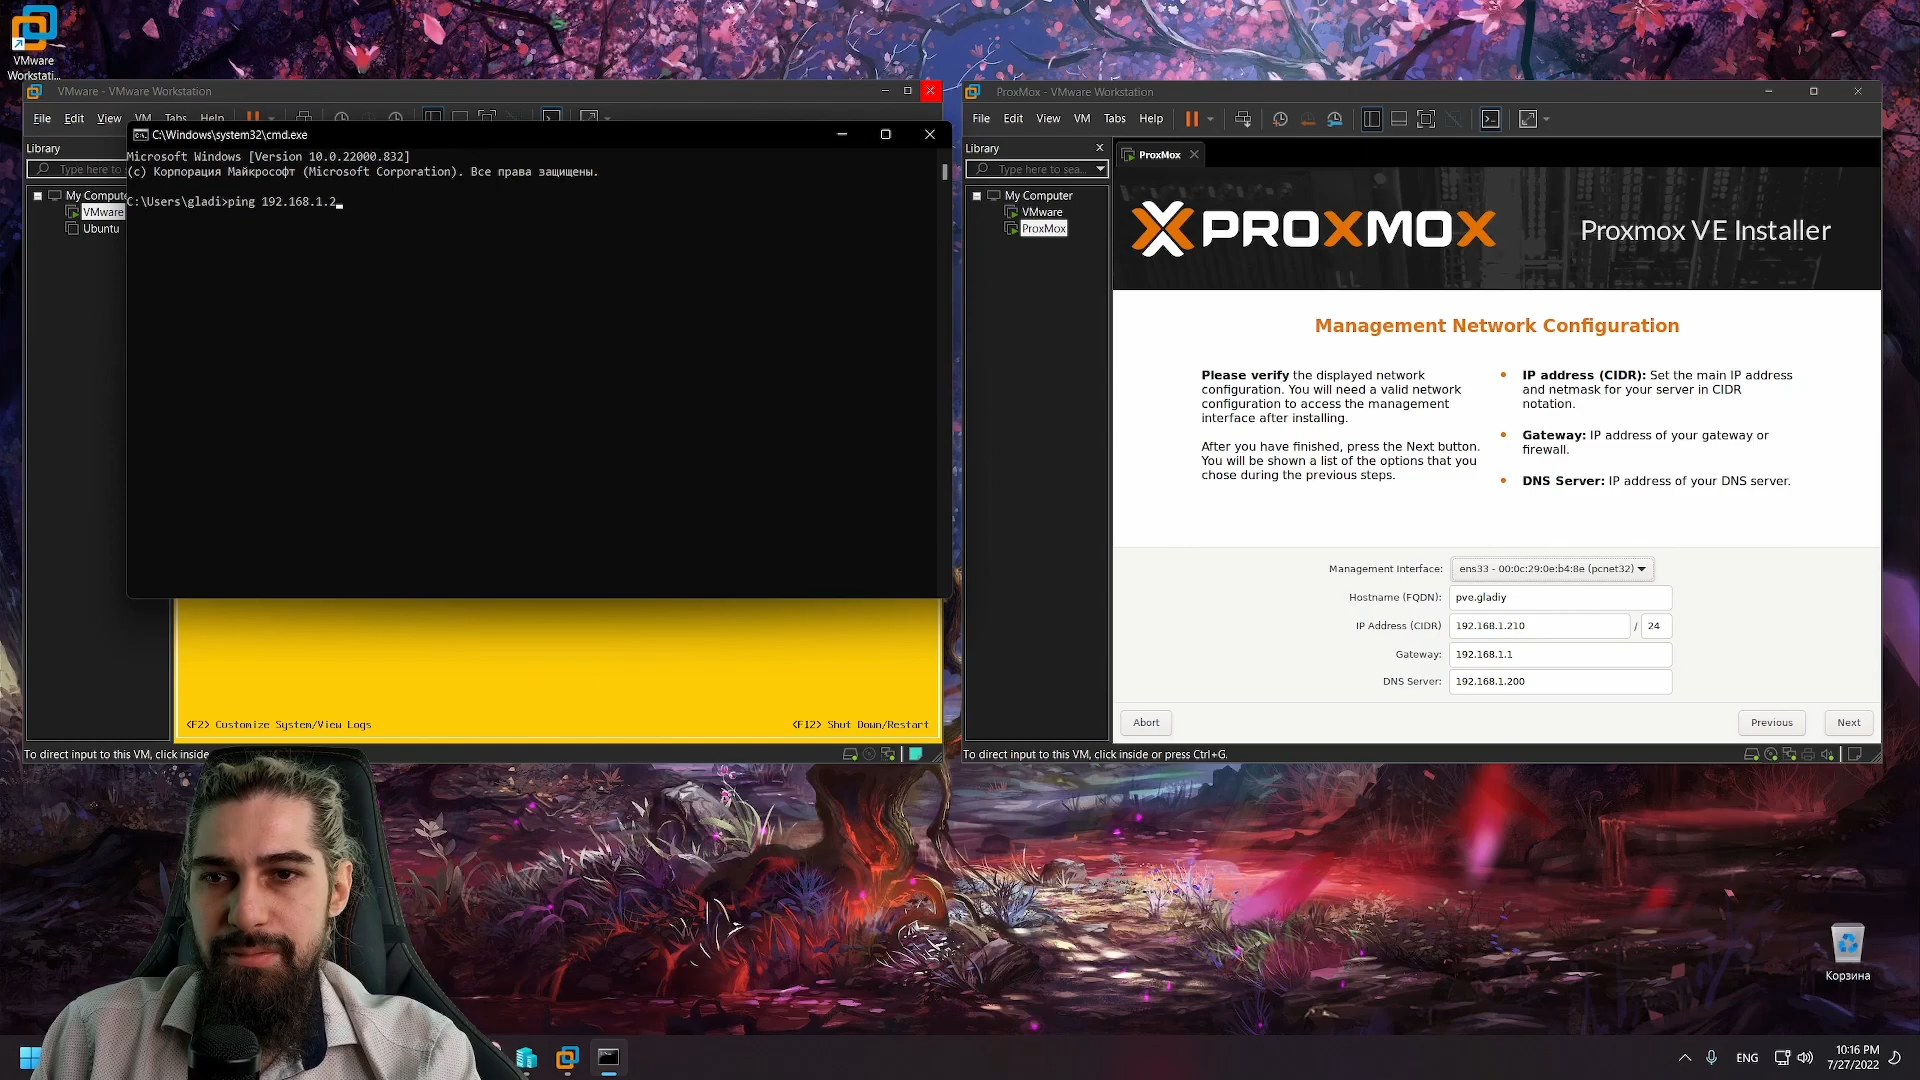 VMware
Workstati...
VMware - VMware Workstation
File Edit View VM Tabs Help
Library
Type here to
My Compute
VMware
Ubuntu
C:\Windows\system32\cmd.exe
Microsoft Windows [Version 10.0.22000.832]
(c) Корпорация Майкрософт (Microsoft Corporation). Все права защищены.
C:\Users\gladi>ping 192.168.1.2
<F2> Customize System/View Logs
<F12> Shut Down/Restart
To direct input to this VM, click inside
ProxMox - VMware Workstation
File Edit View VM Tabs Help
Library
Type here to sea...
My Computer
VMware
ProxMox
ProxMox
PROXMOX
Proxmox VE Installer
Management Network Configuration
Please verify the displayed network
configuration. You will need a valid network
configuration to access the management
interface after installing.
After you have finished, press the Next button.
You will be shown a list of the options that you
chose during the previous steps.
IP address (CIDR): Set the main IP address
and netmask for your server in CIDR
notation.
Gateway: IP address of your gateway or
firewall.
DNS Server: IP address of your DNS server.
Management Interface: ens33 - 00:0c:29:0e:b4:8e (pcnet32)
Hostname (FQDN): pve.gladiy
IP Address (CIDR) 192.168.1.210 / 24
Gateway: 192.168.1.1
DNS Server: 192.168.1.200
Abort
Previous
Next
To direct input to this VM, click inside or press Ctrl+G.
Корзина
ENG
10:16 PM
7/27/2022